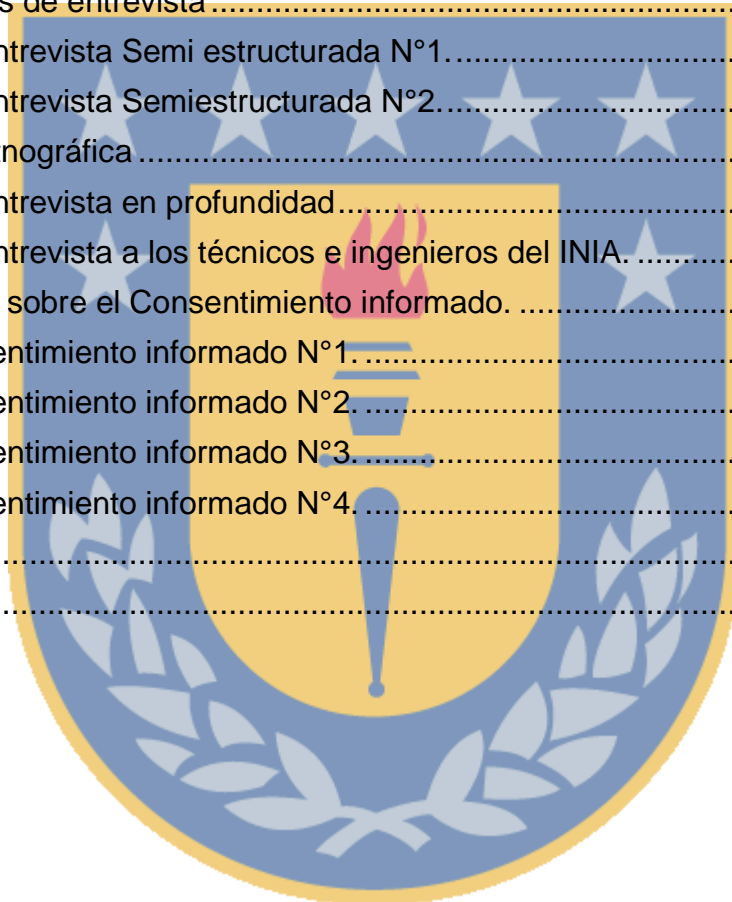 s de entrevista
ntrevista Semi estructurada N°1.
ntrevista Semiestructurada N°2.
tnográfica
ntrevista en profundidad
ntrevista a los técnicos e ingenieros del INIA.
sobre el Consentimiento informado.
entimiento informado N°1.
entimiento informado N°2.
entimiento informado N°3.
entimiento informado N°4.